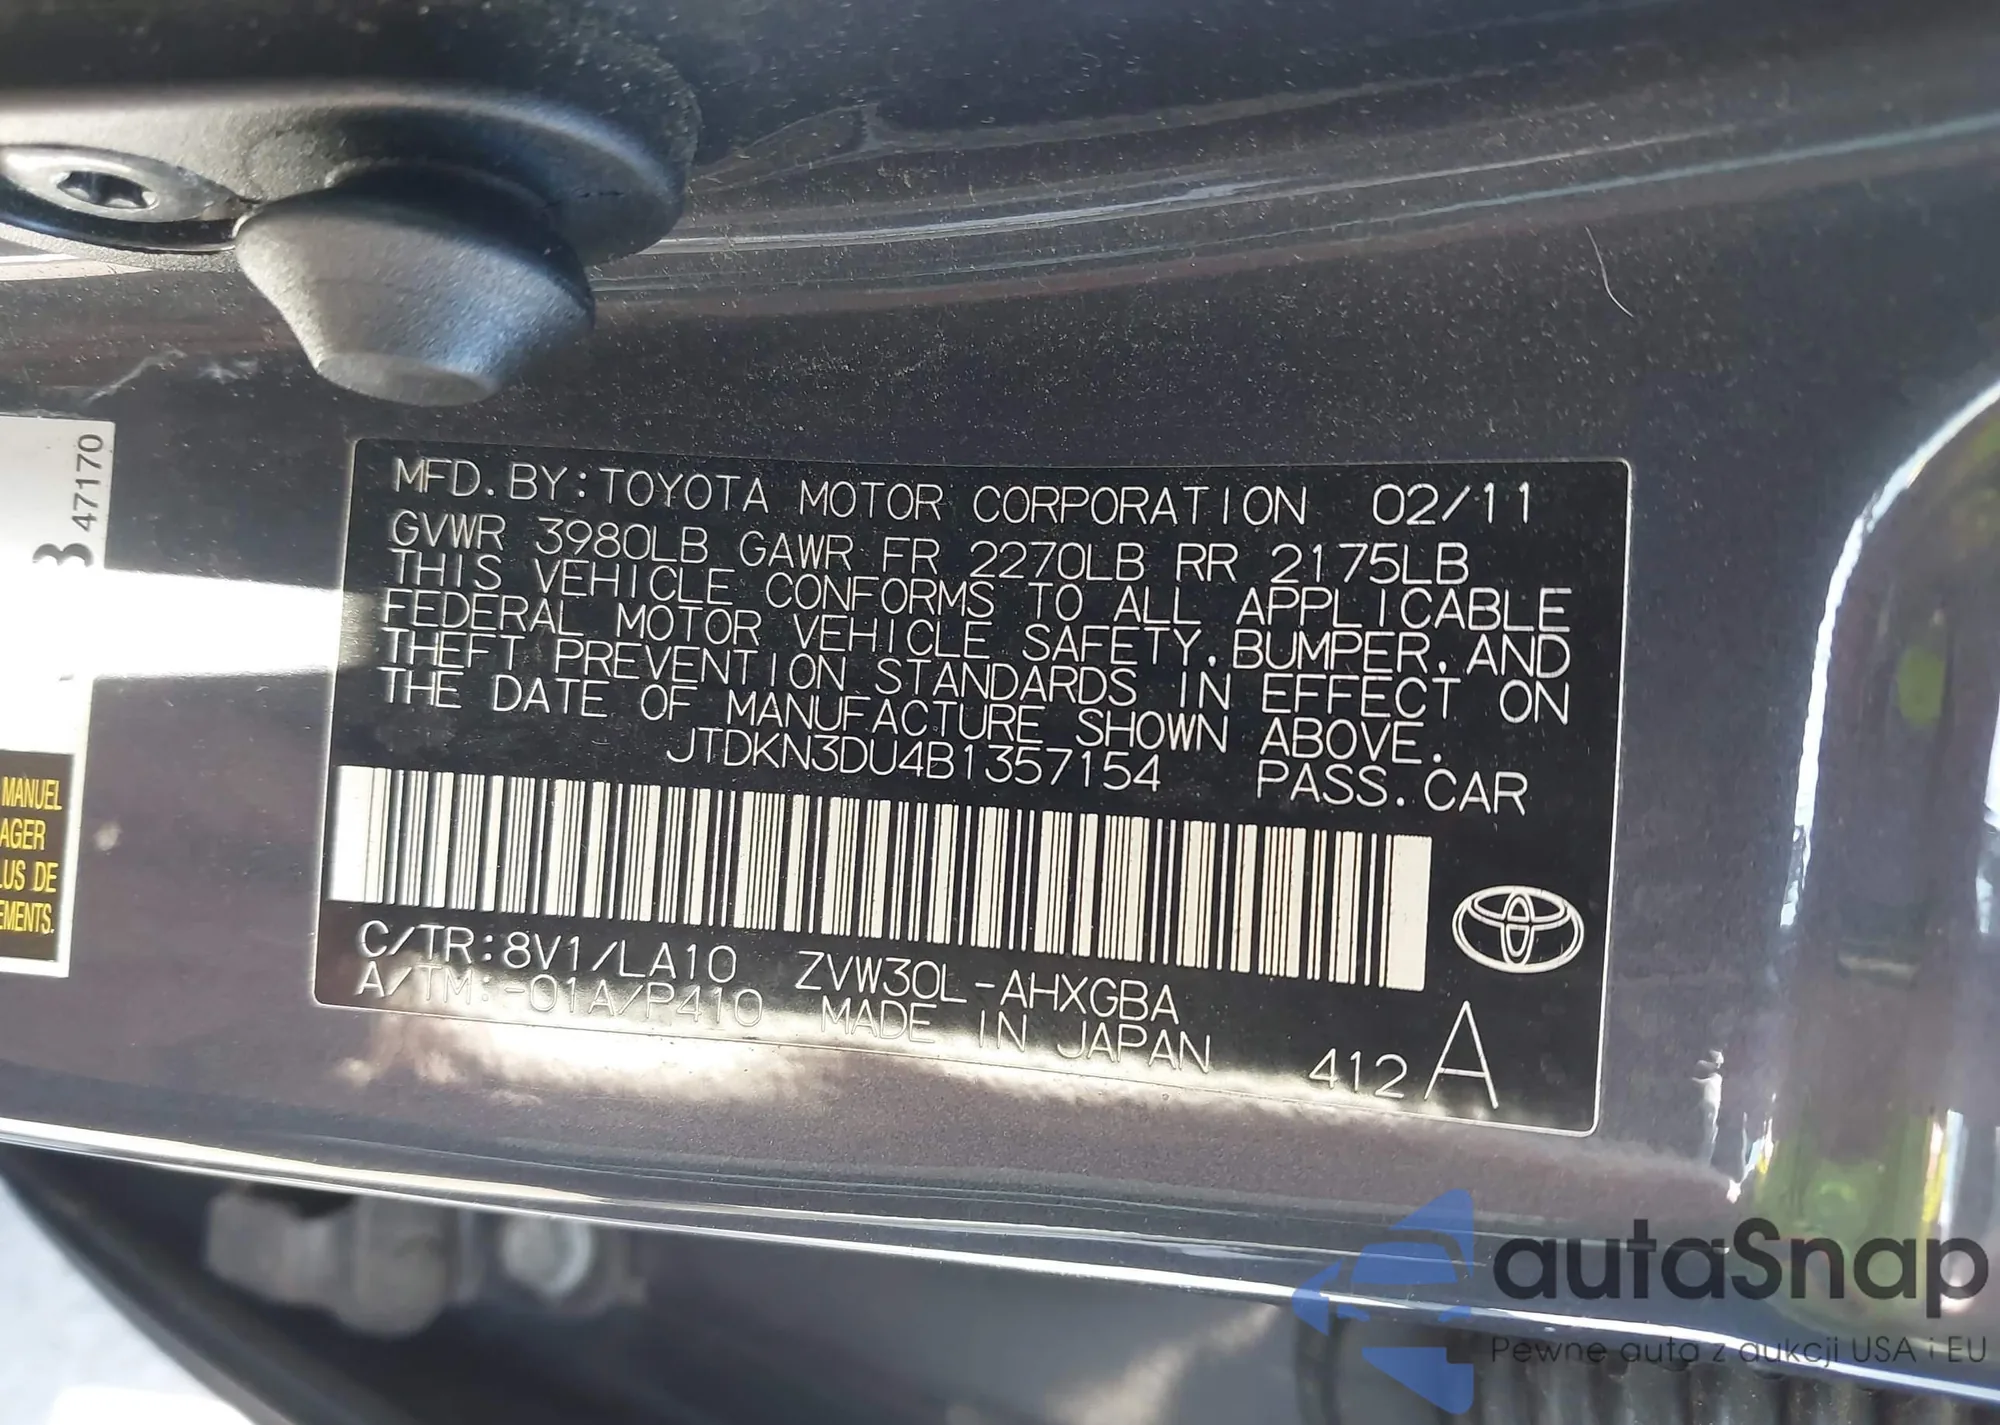 47170
3
MANUEL
AGER
LUS DE
EMENTS.
MFD. BY: TOYOTA MOTOR CORPORATION 02/11
GVWR 3980LB GAWR FR 2270LB RR 2175LB
THIS VEHICLE CONFORMS TO ALL APPLICABLE
FEDERAL MOTOR VEHICLE SAFETY, BUMPER, AND
THEFT PREVENTION STANDARDS IN EFFECT ON
THE DATE OF MANUFACTURE SHOWN ABOVE.
JTDKN3DU4B1357154 PASS. CAR
C/TR: 8V1/LA10 ZVW30L-AHXGBA
A/TM: -01A/P410 MADE IN JAPAN 412 A
autaSnap
Pewne auta z aukcji USA i EU